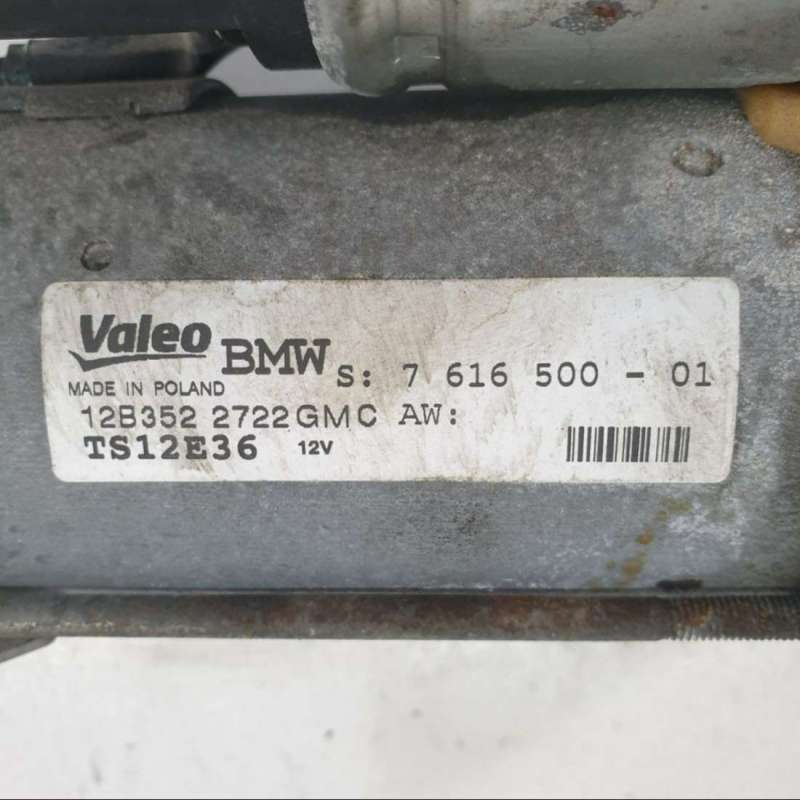 Valeo BMW S: 7 616 500 - 01
MADE IN POLAND
12B352 2722GMC AW:
TS12E36 12V